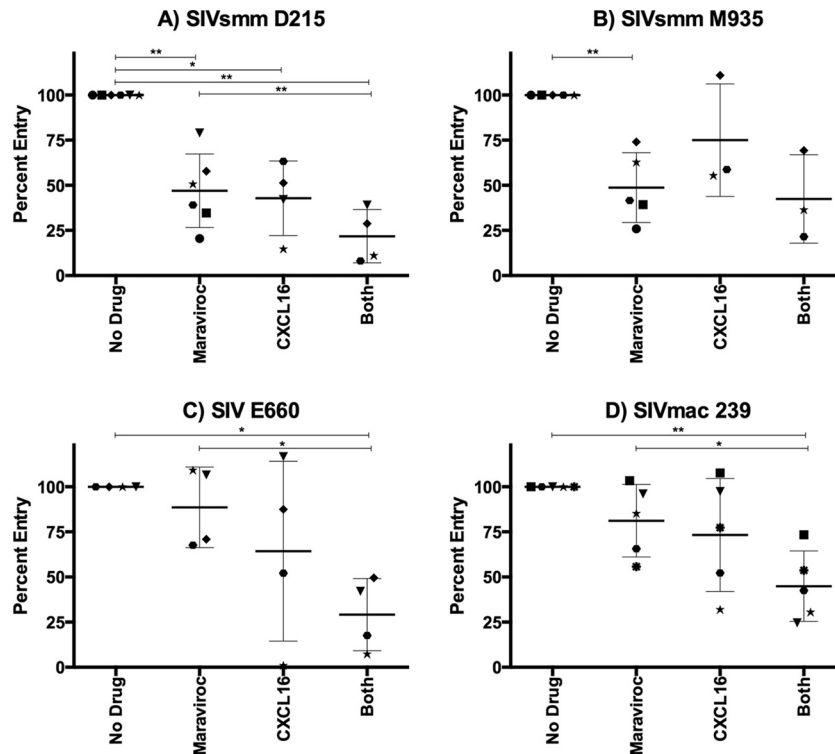 A) SIVsmm D215
**
*
**
**
Percent Entry
100
75
50
25
0
No Drug
Maraviroc
CXCL16
Both
B) SIVsmm M935
**
Percent Entry
100
75
50
25
0
No Drug
Maraviroc
CXCL16
Both
C) SIV E660
*
*
Percent Entry
100
75
50
25
0
No Drug
Maraviroc
CXCL16
Both
D) SIVmac 239
**
*
Percent Entry
100
75
50
25
0
No Drug
Maraviroc
CXCL16
Both